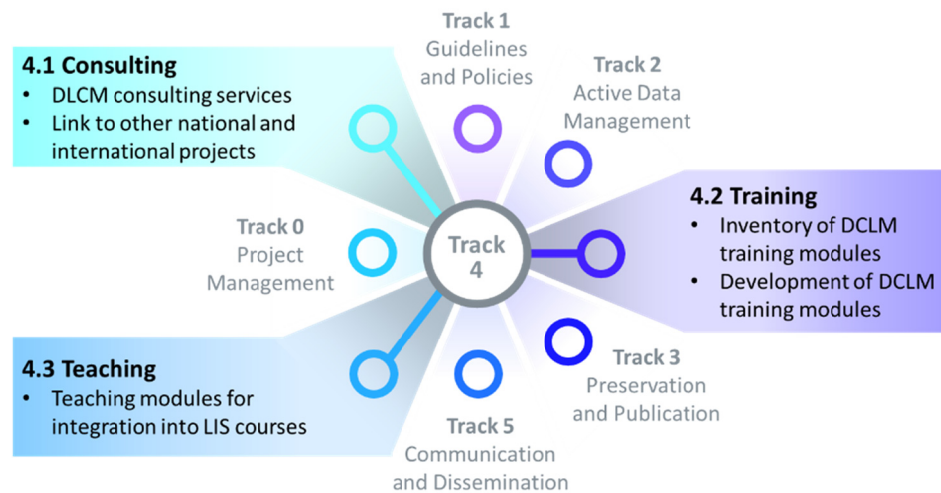 Track 1
Guidelines
and Policies
4.1 Consulting
• DLCM consulting services
• Link to other national and
international projects
Track 2
Active Data
Management
4.2 Training
• Inventory of DCLM
training modules
• Development of DCLM
training modules
Track 0
Project
Management
Track
4
4.3 Teaching
• Teaching modules for
integration into LIS courses
Track 3
Preservation
and Publication
Track 5
Communication
and Dissemination